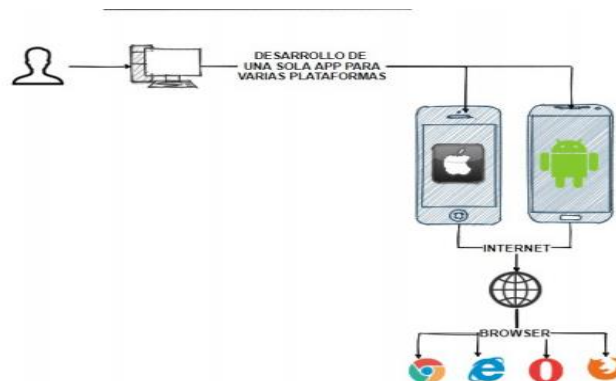 DESARROLLO DE
UNA SOLA APP PARA
VARIAS PLATAFORMAS
INTERNET
BROWSER